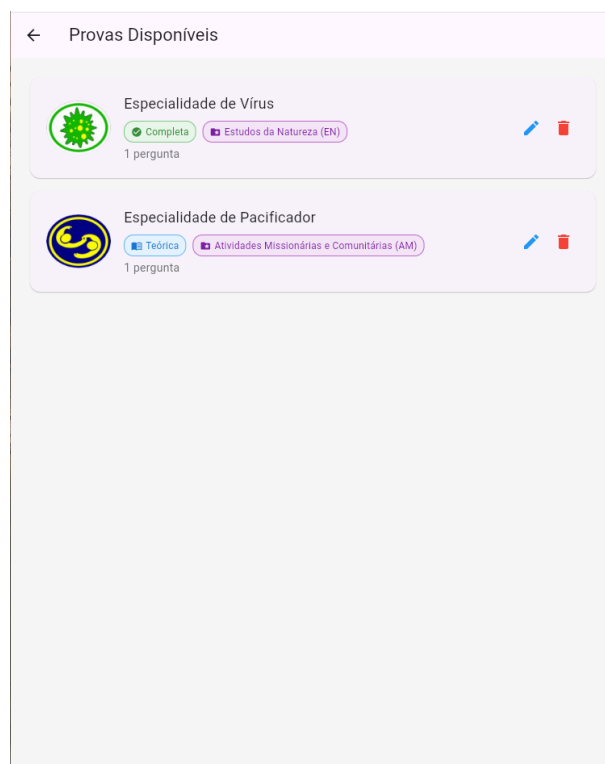 Provas Disponíveis
Especialidade de Vírus
Completa Estudos da Natureza (EN)
1 pergunta
Especialidade de Pacificador
Teórica Atividades Missionárias e Comunitárias (AM)
1 pergunta